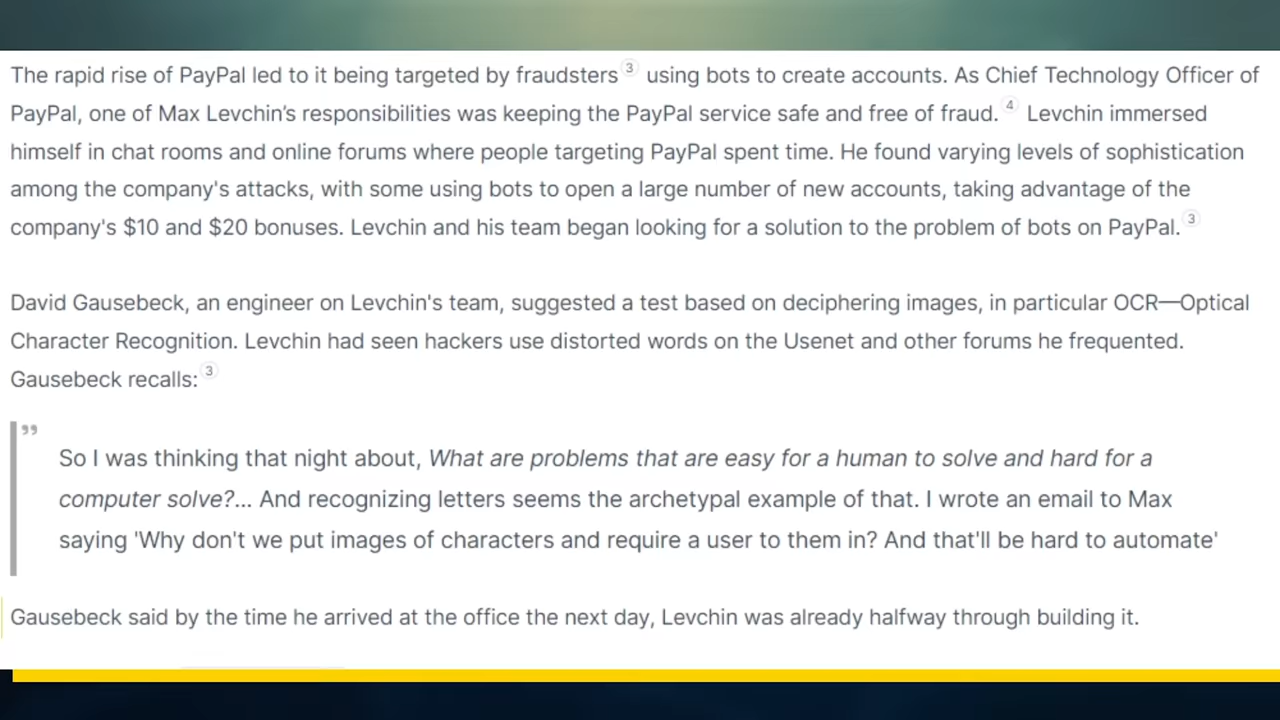 The rapid rise of PayPal led to it being targeted by fraudsters 3 using bots to create accounts. As Chief Technology Officer of
PayPal, one of Max Levchin’s responsibilities was keeping the PayPal service safe and free of fraud. 4 Levchin immersed
himself in chat rooms and online forums where people targeting PayPal spent time. He found varying levels of sophistication
among the company's attacks, with some using bots to open a large number of new accounts, taking advantage of the
company's $10 and $20 bonuses. Levchin and his team began looking for a solution to the problem of bots on PayPal. 3
David Gausebeck, an engineer on Levchin's team, suggested a test based on deciphering images, in particular OCR—Optical
Character Recognition. Levchin had seen hackers use distorted words on the Usenet and other forums he frequented.
Gausebeck recalls: 3
”
So I was thinking that night about, What are problems that are easy for a human to solve and hard for a
computer solve?... And recognizing letters seems the archetypal example of that. I wrote an email to Max
saying 'Why don't we put images of characters and require a user to them in? And that'll be hard to automate'
Gausebeck said by the time he arrived at the office the next day, Levchin was already halfway through building it.